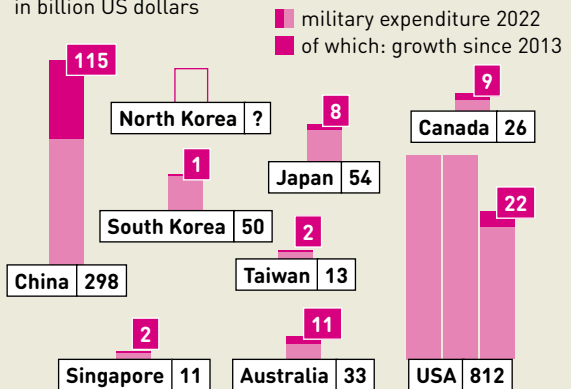 in billion US dollars
military expenditure 2022
of which: growth since 2013
115
9
North Korea ?
8
Canada 26
1
Japan 54
22
South Korea 50
2
Taiwan 13
China 298
2
11
Singapore 11
Australia 33
USA 812